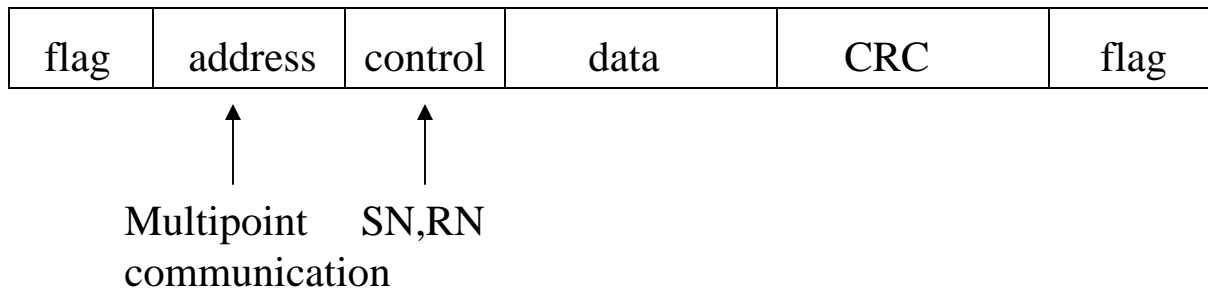 flag address control data CRC flag
Multipoint SN,RN
communication